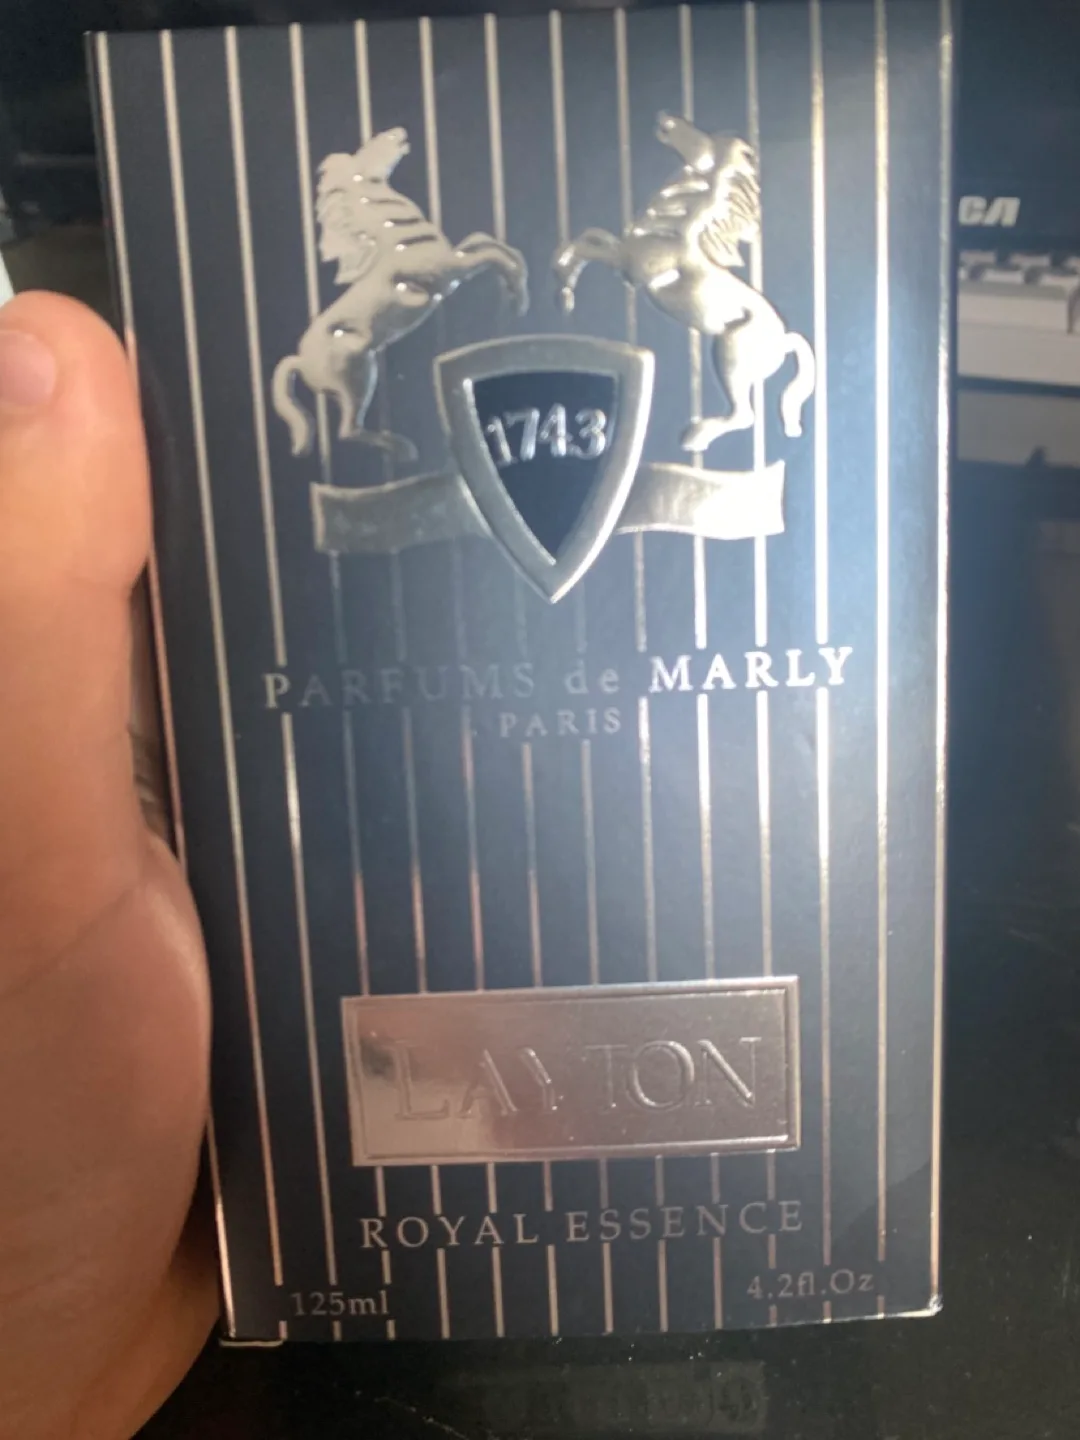 1743
PARFUMS de MARLY
PARIS
LAYTON
ROYAL ESSENCE
125ml
4.2fl.Oz